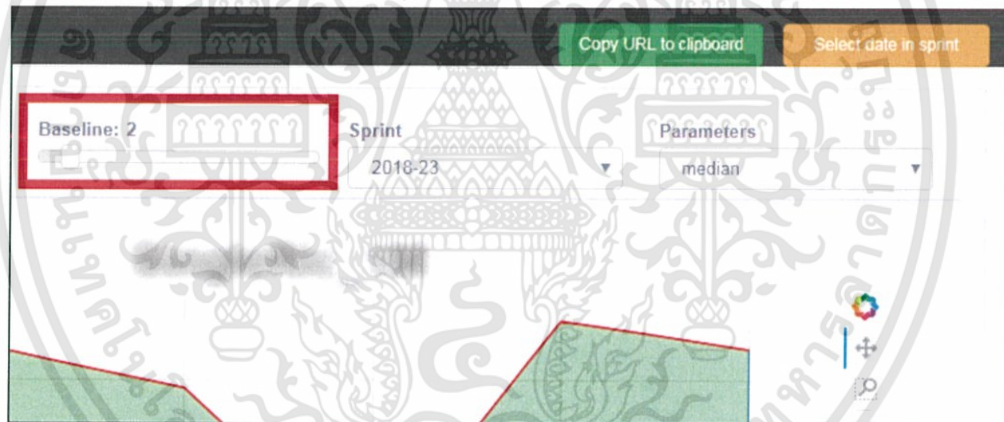 Copy URL to clipboard Select date in sprint
Baseline: 2 Sprint Parameters
2018-23 median